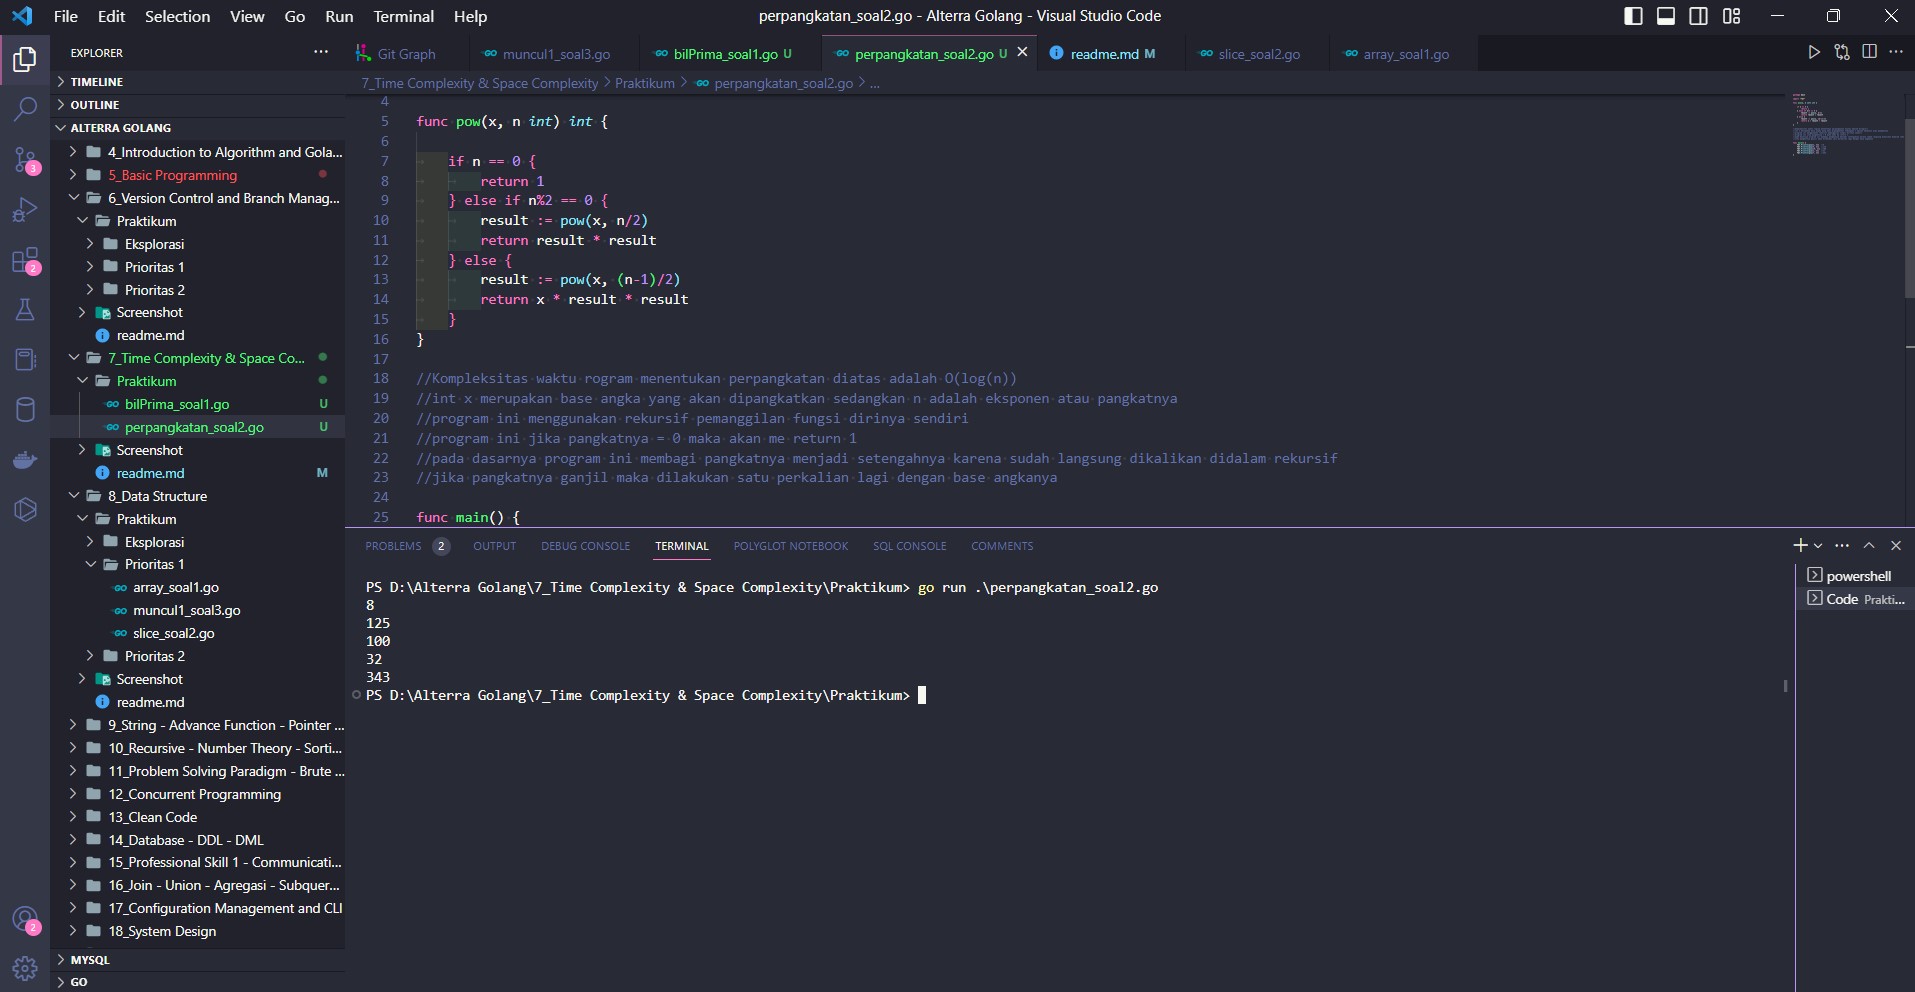 File Edit Selection View Go Run Terminal Help
perpangkatan_soal2.go - Alterra Golang - Visual Studio Code
EXPLORER
Git Graph
muncul1_soal3.go
bilPrima_soal1.go U
perpangkatan_soal2.go U
readme.md M
slice_soal2.go
array_soal1.go
7_Time Complexity & Space Complexity > Praktikum > perpangkatan_soal2.go > ...
TIMELINE
OUTLINE
ALTERRA GOLANG
4_Introduction to Algorithm and Gola...
5_Basic Programming
6_Version Control and Branch Manag...
Praktikum
Eksplorasi
Prioritas 1
Prioritas 2
Screenshot
readme.md
7_Time Complexity & Space Co...
Praktikum
bilPrima_soal1.go U
perpangkatan_soal2.go U
Screenshot
readme.md M
8_Data Structure
Praktikum
Eksplorasi
Prioritas 1
array_soal1.go
muncul1_soal3.go
slice_soal2.go
Prioritas 2
Screenshot
readme.md
9_String - Advance Function - Pointer ...
10_Recursive - Number Theory - Sorti...
11_Problem Solving Paradigm - Brute ...
12_Concurrent Programming
13_Clean Code
14_Database - DDL - DML
15_Professional Skill 1 - Communicati...
16_Join - Union - Agregasi - Subquer...
17_Configuration Management and CLI
18_System Design
MYSQL
GO
3
2
2
4
5 func pow(x, n int) int {
6
7 if n == 0 {
8 return 1
9 } else if n%2 == 0 {
10 result := pow(x, n/2)
11 return result * result
12 } else {
13 result := pow(x, (n-1)/2)
14 return x * result * result
15 }
16 }
17
18 //Kompleksitas waktu rogram menentukan perpangkatan diatas adalah O(log(n))
19 //int x merupakan base angka yang akan dipangkatkan sedangkan n adalah eksponen atau pangkatnya
20 //program ini menggunakan rekursif pemanggilan fungsi dirinya sendiri
21 //program ini jika pangkatnya = 0 maka akan me return 1
22 //pada dasarnya program ini membagi pangkatnya menjadi setengahnya karena sudah langsung dikalikan didalam rekursif
23 //jika pangkatnya ganjil maka dilakukan satu perkalian lagi dengan base angkanya
24
25 func main() {
PROBLEMS 2 OUTPUT DEBUG CONSOLE TERMINAL POLYGLOT NOTEBOOK SQL CONSOLE COMMENTS
PS D:\Alterra Golang\7_Time Complexity & Space Complexity\Praktikum> go run .\perpangkatan_soal2.go
8
125
100
32
343
PS D:\Alterra Golang\7_Time Complexity & Space Complexity\Praktikum>
powershell
Code Prakti...